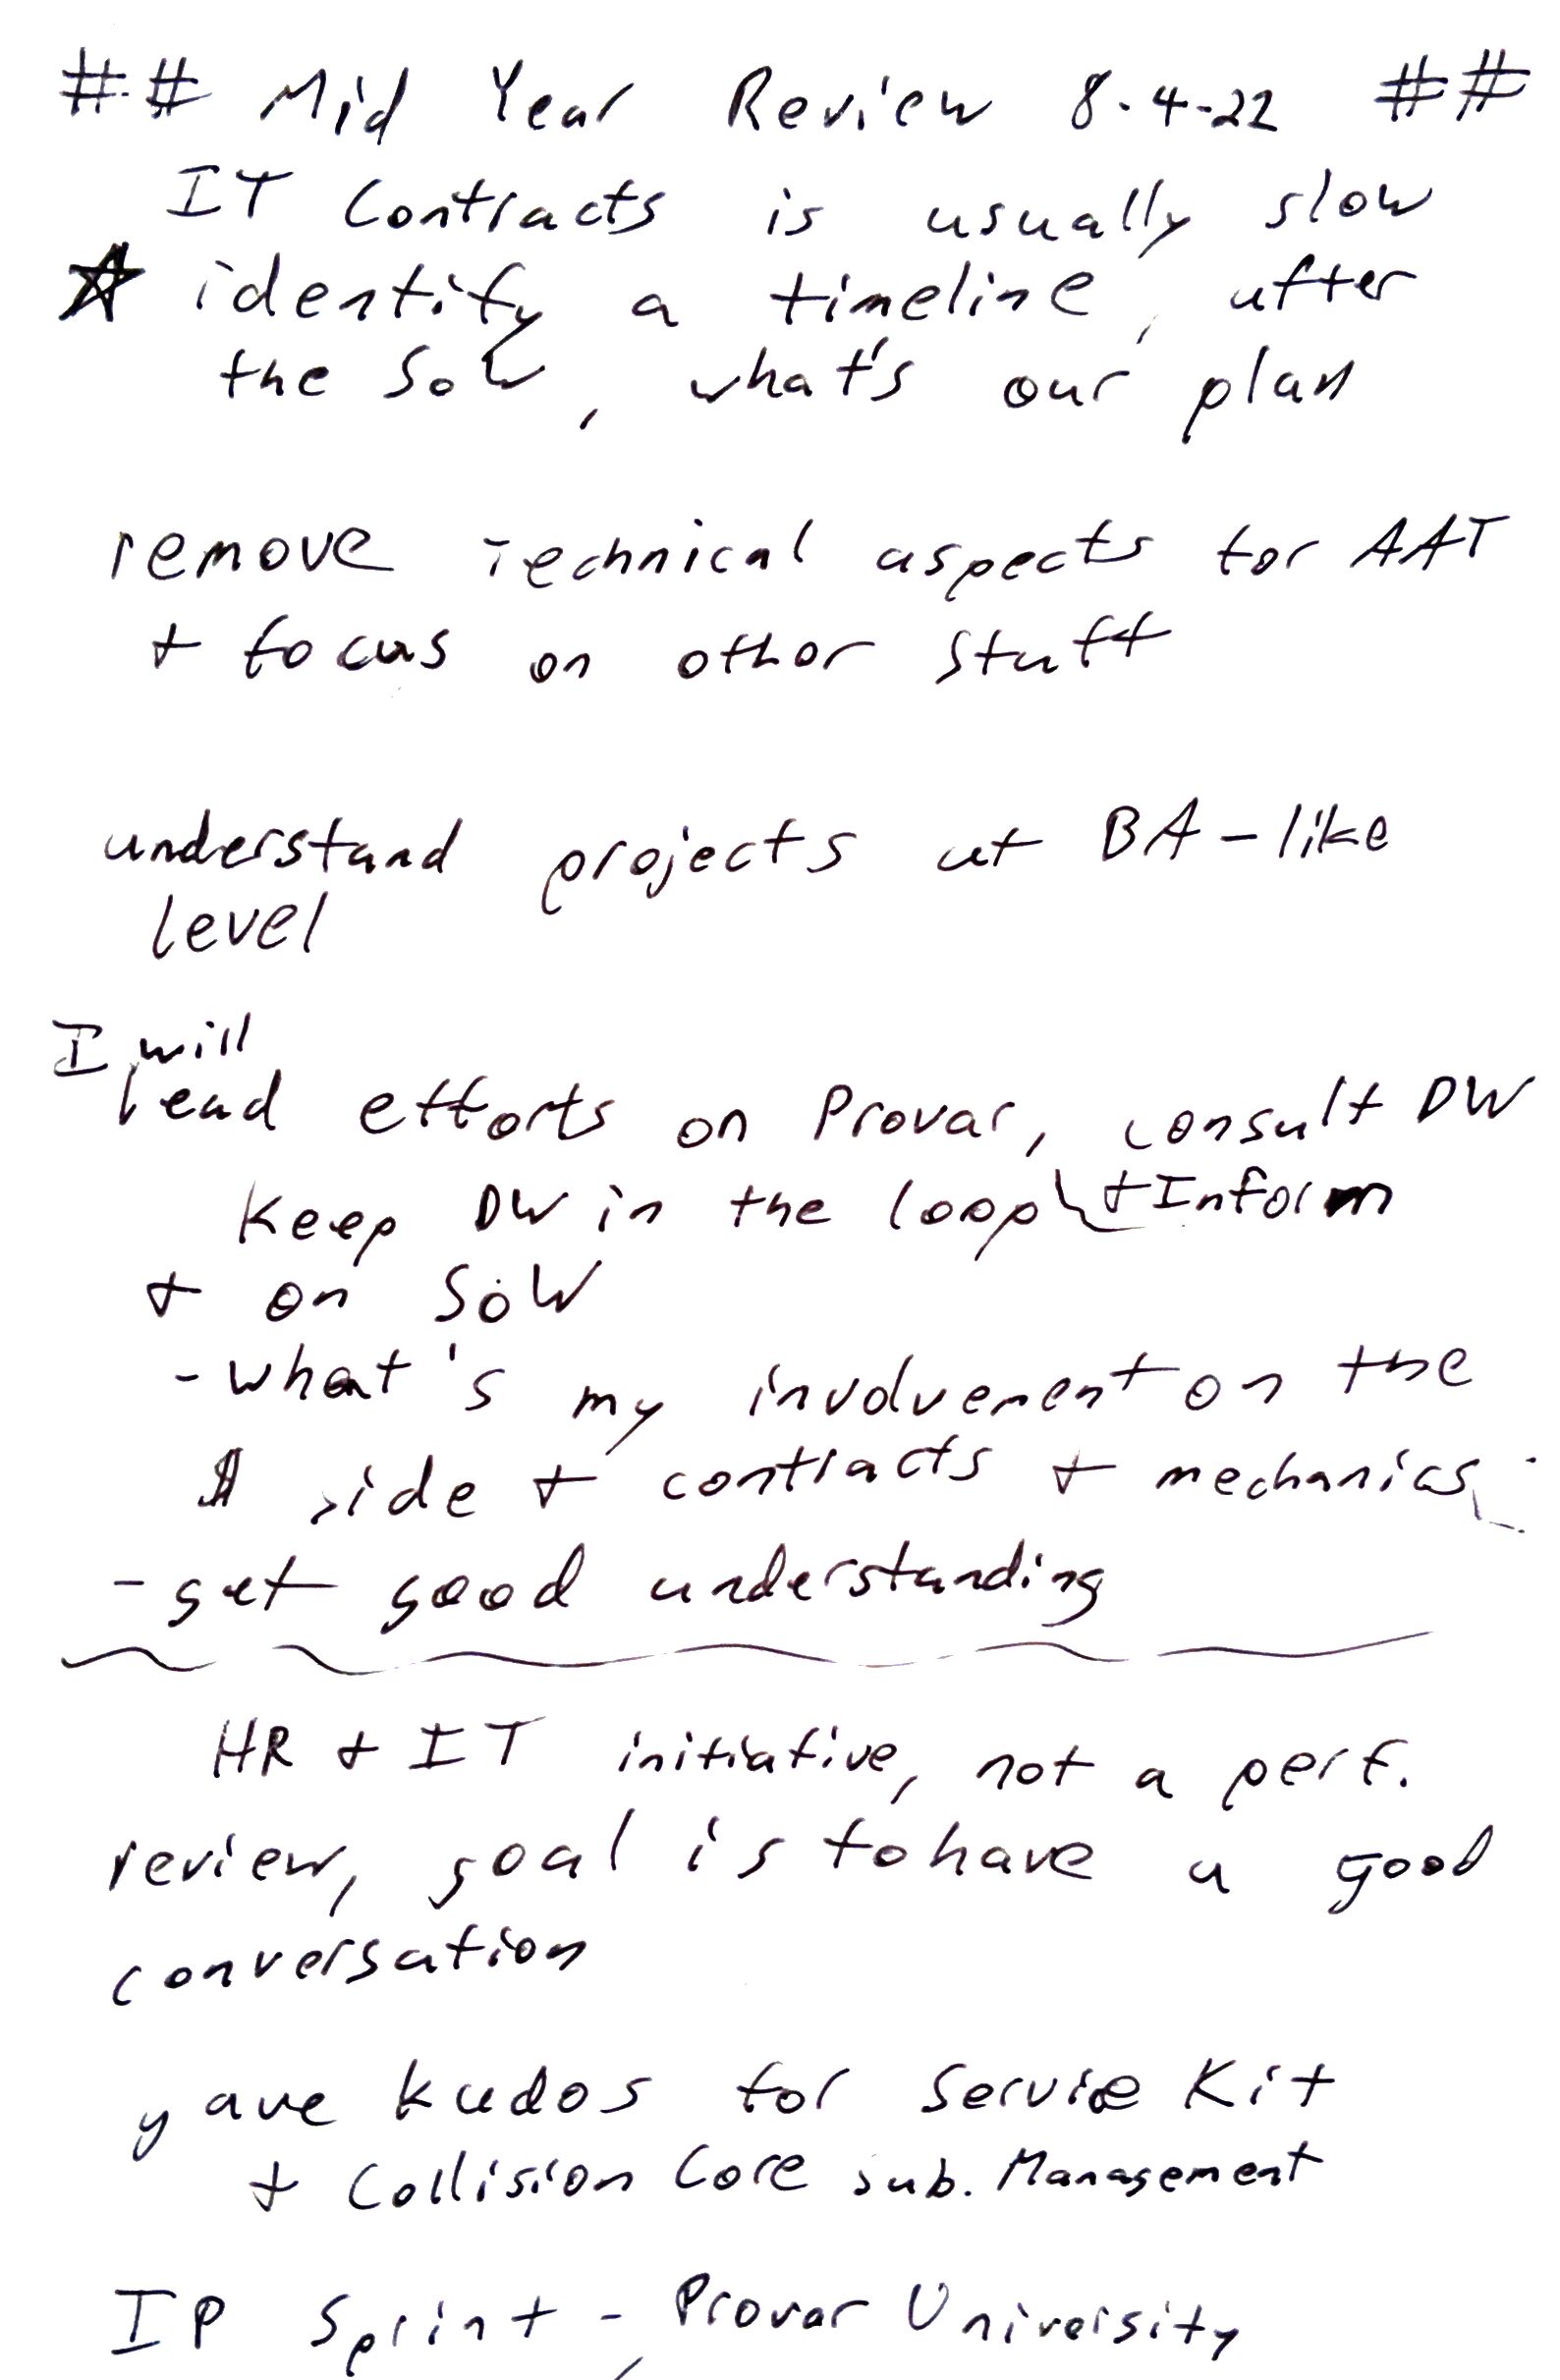 ## Mid Year Review 8-4-22 ##
IT Contracts is usually slow
☆ identify a timeline, after
the SoW, what's our plan
remove technical aspects for AAT
+ focus on other stuff
understand projects at BA-like
level
I will
lead efforts on Provar, consult DW
Keep DW in the loop + Inform
+ on SoW
- what's my involvement on the
$ side + contracts + mechanics
- get good understanding
HR + IT initiative, not a perf.
review, goal is to have a good
conversation
gave kudos for Service Kit
+ Collision Core sub. Management
IP Sprint - Provar University